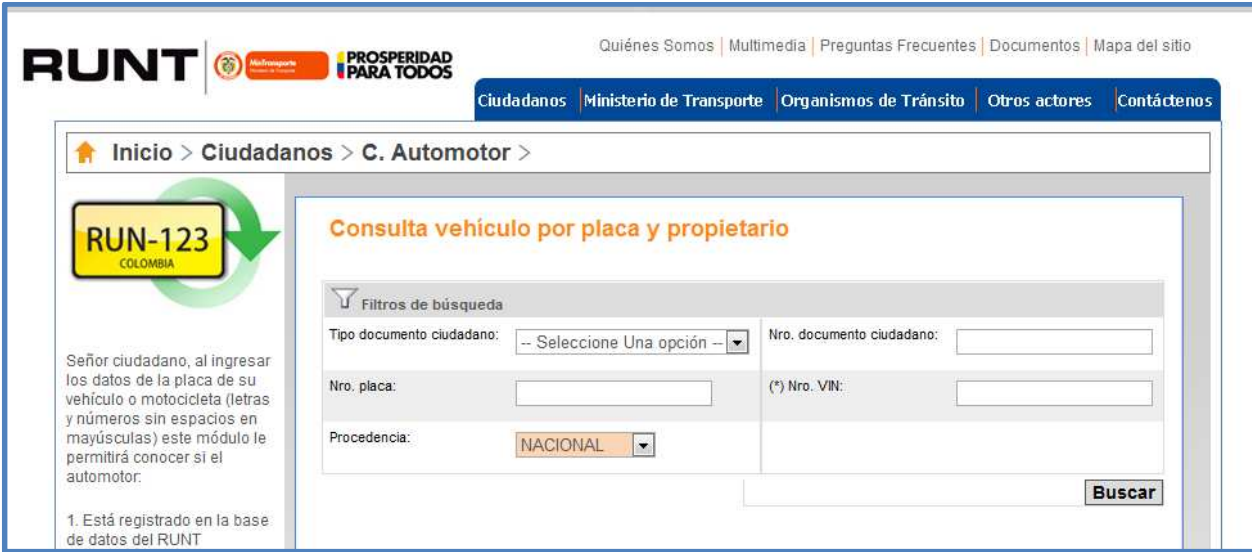 RUNT
MinTransporte
PROSPERIDAD
PARA TODOS
Quiénes Somos | Multimedia | Preguntas Frecuentes | Documentos | Mapa del sitio
Ciudadanos | Ministerio de Transporte | Organismos de Tránsito | Otros actores | Contáctenos
Inicio > Ciudadanos > C. Automotor >
RUN-123
COLOMBIA
Señor ciudadano, al ingresar
los datos de la placa de su
vehículo o motocicleta (letras
y números sin espacios en
mayúsculas) este módulo le
permitirá conocer si el
automotor:
1. Está registrado en la base
de datos del RUNT
Consulta vehículo por placa y propietario
Filtros de búsqueda
Tipo documento ciudadano: -- Seleccione Una opción -- Nro. documento ciudadano:
Nro. placa: (*) Nro. VIN:
Procedencia: NACIONAL
Buscar